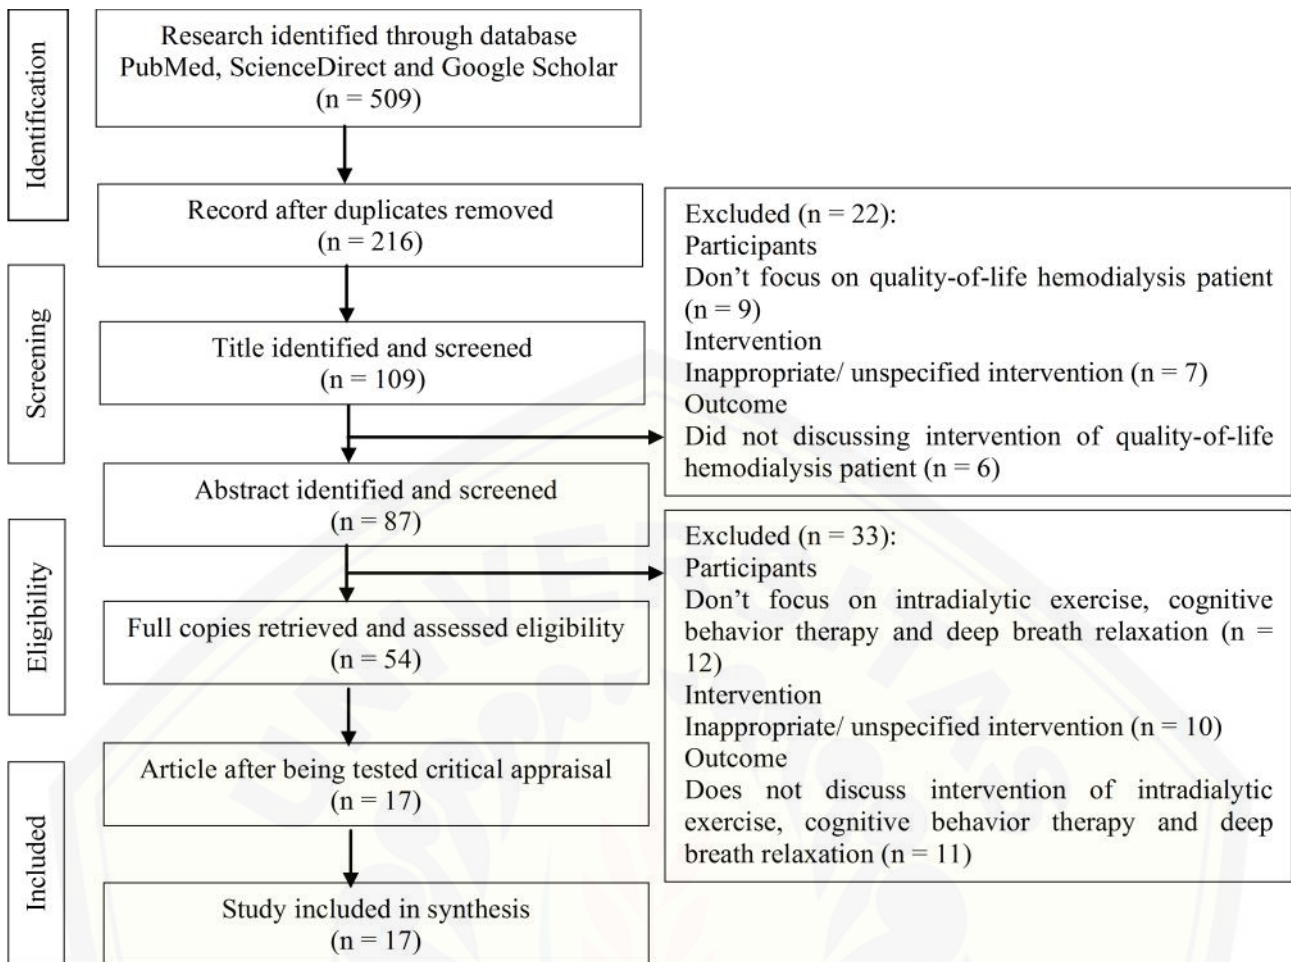 Identification
Research identified through database
PubMed, ScienceDirect and Google Scholar
(n = 509)
Record after duplicates removed
(n = 216)
Screening
Title identified and screened
(n = 109)
Excluded (n = 22):
Participants
Don't focus on quality-of-life hemodialysis patient
(n = 9)
Intervention
Inappropriate/ unspecified intervention (n = 7)
Outcome
Did not discussing intervention of quality-of-life
hemodialysis patient (n = 6)
Abstract identified and screened
(n = 87)
Eligibility
Full copies retrieved and assessed eligibility
(n = 54)
Excluded (n = 33):
Participants
Don't focus on intradialytic exercise, cognitive
behavior therapy and deep breath relaxation (n =
12)
Intervention
Inappropriate/ unspecified intervention (n = 10)
Outcome
Does not discuss intervention of intradialytic
exercise, cognitive behavior therapy and deep
breath relaxation (n = 11)
Included
Article after being tested critical appraisal
(n = 17)
Study included in synthesis
(n = 17)
UNIVERSITAS